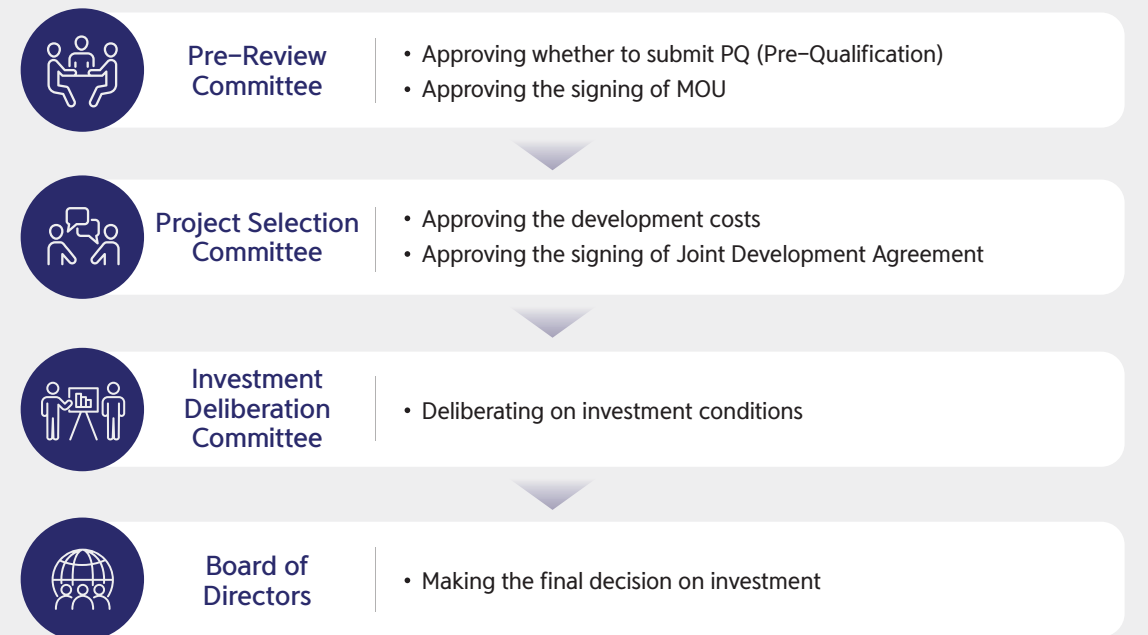 Pre-Review
Committee
• Approving whether to submit PQ (Pre-Qualification)
• Approving the signing of MOU
Project Selection
Committee
• Approving the development costs
• Approving the signing of Joint Development Agreement
Investment
Deliberation
Committee
• Deliberating on investment conditions
Board of
Directors
• Making the final decision on investment